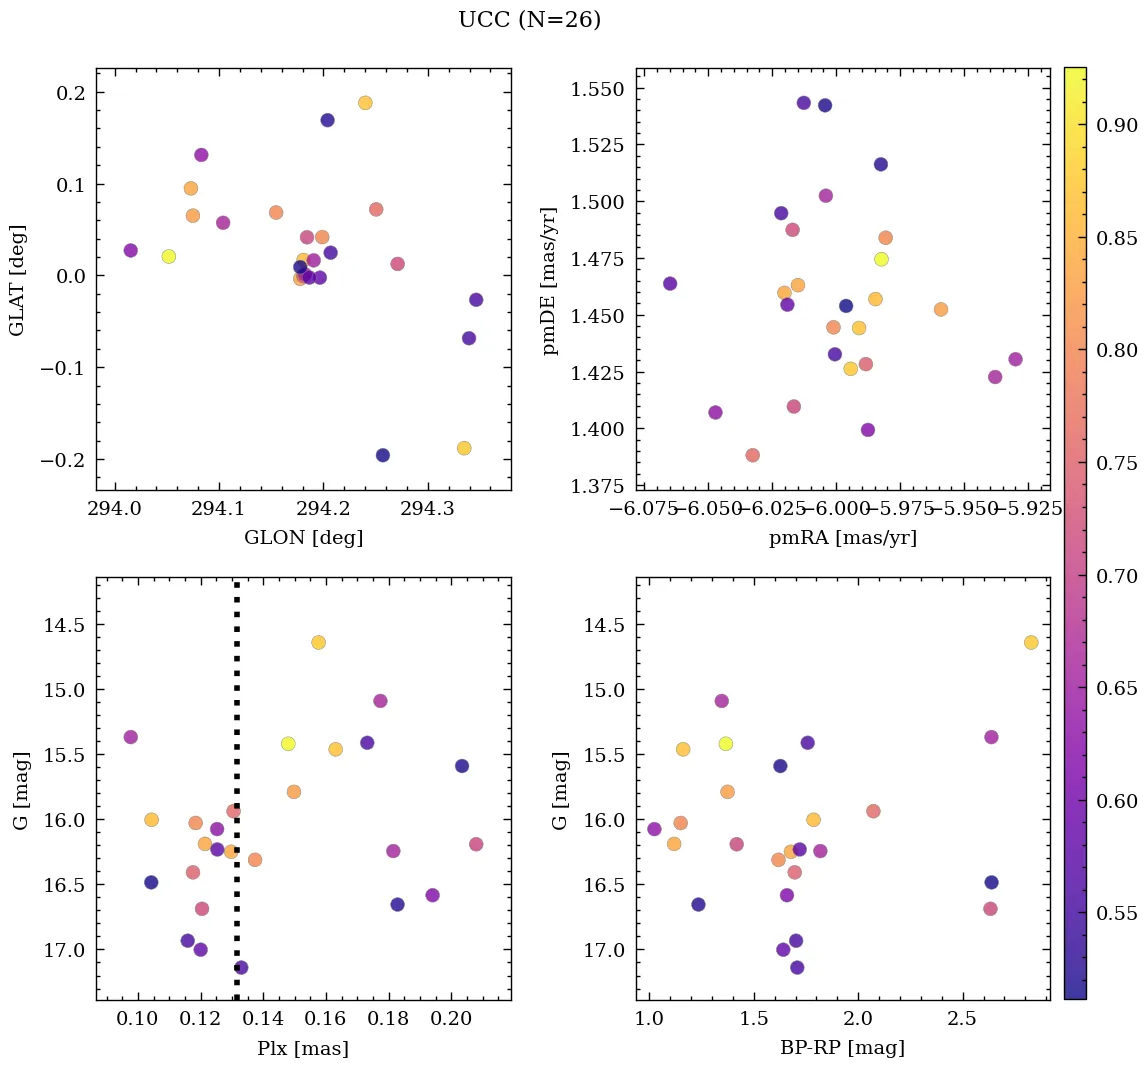 UCC (N=26)
0.2
0.1
0.0
−0.1
−0.2
GLAT [deg]
294.0 294.1 294.2 294.3
GLON [deg]
1.550
1.525
1.500
1.475
1.450
1.425
1.400
1.375
pmDE [mas/yr]
−6.075 −6.050 −6.025 −6.000 −5.975 −5.950 −5.925
pmRA [mas/yr]
0.90
0.85
0.80
0.75
0.70
0.65
0.60
0.55
14.5
15.0
15.5
16.0
16.5
17.0
G [mag]
0.10 0.12 0.14 0.16 0.18 0.20
Plx [mas]
14.5
15.0
15.5
16.0
16.5
17.0
G [mag]
1.0 1.5 2.0 2.5
BP-RP [mag]